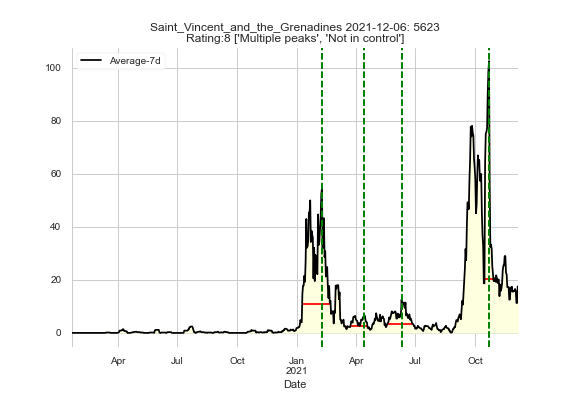 Saint_Vincent_and_the_Grenadines 2021-12-06: 5623
Rating:8 ['Multiple peaks', 'Not in control']
Average-7d
100
80
60
40
20
0
Apr Jul Oct Jan Apr Jul Oct
2021
Date